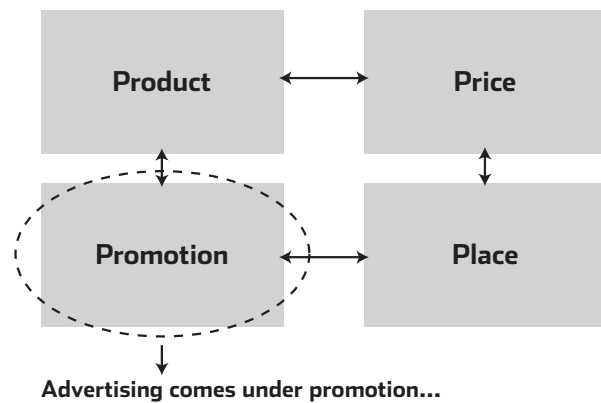 Product
Price
Promotion
Place
Advertising comes under promotion...